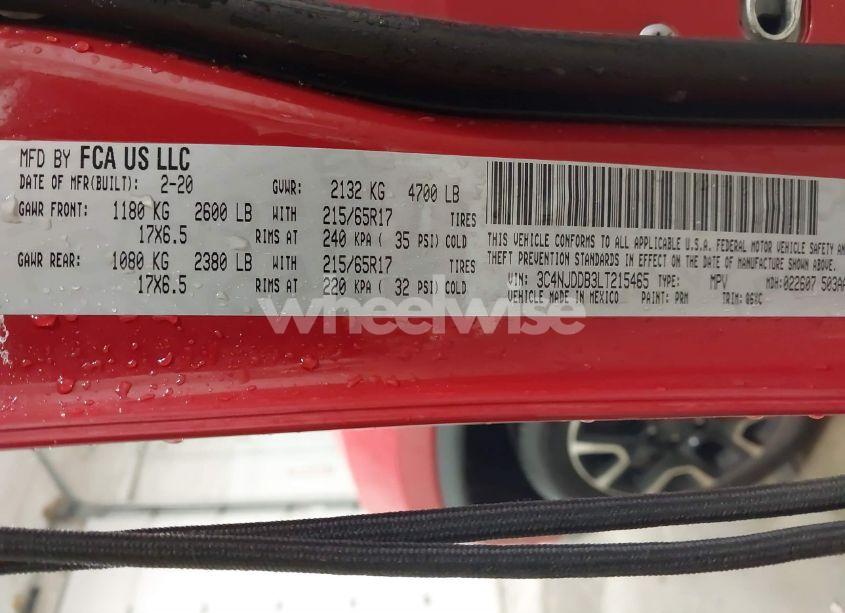 MFD BY FCA US LLC
DATE OF MFR(BUILT): 2-20 GVWR: 2132 KG 4700 LB
GAWR FRONT: 1180 KG 2600 LB WITH 215/65R17 TIRES
17X6.5 RIMS AT 240 KPA ( 35 PSI) COLD
GAWR REAR: 1080 KG 2380 LB WITH 215/65R17 TIRES
17X6.5 RIMS AT 220 KPA ( 32 PSI) COLD
THIS VEHICLE CONFORMS TO ALL APPLICABLE U.S.A. FEDERAL MOTOR VEHICLE SAFETY AN
THEFT PREVENTION STANDARDS IN EFFECT ON THE DATE OF MANUFACTURE SHOWN ABOVE.
VIN: 3C4NJDDB3LT215465 TYPE: MPV MDH: 022607 503AA
VEHICLE MADE IN MEXICO PAINT: PRM TRIM:
wheelwise